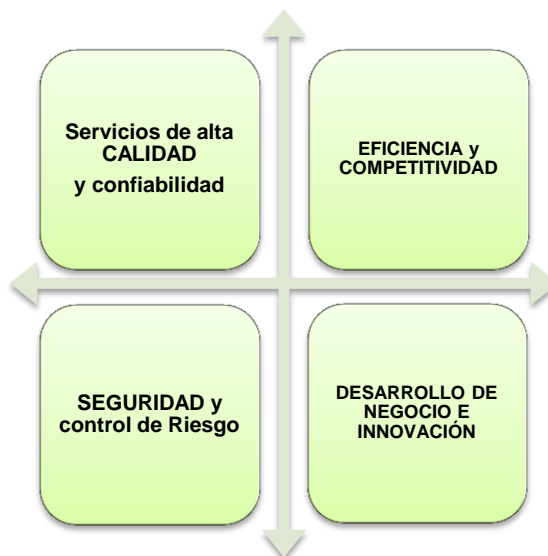 Servicios de alta
CALIDAD
y confiabilidad
EFICIENCIA y
COMPETITIVIDAD
SEGURIDAD y
control de Riesgo
DESARROLLO DE
NEGOCIO E
INNOVACIÓN